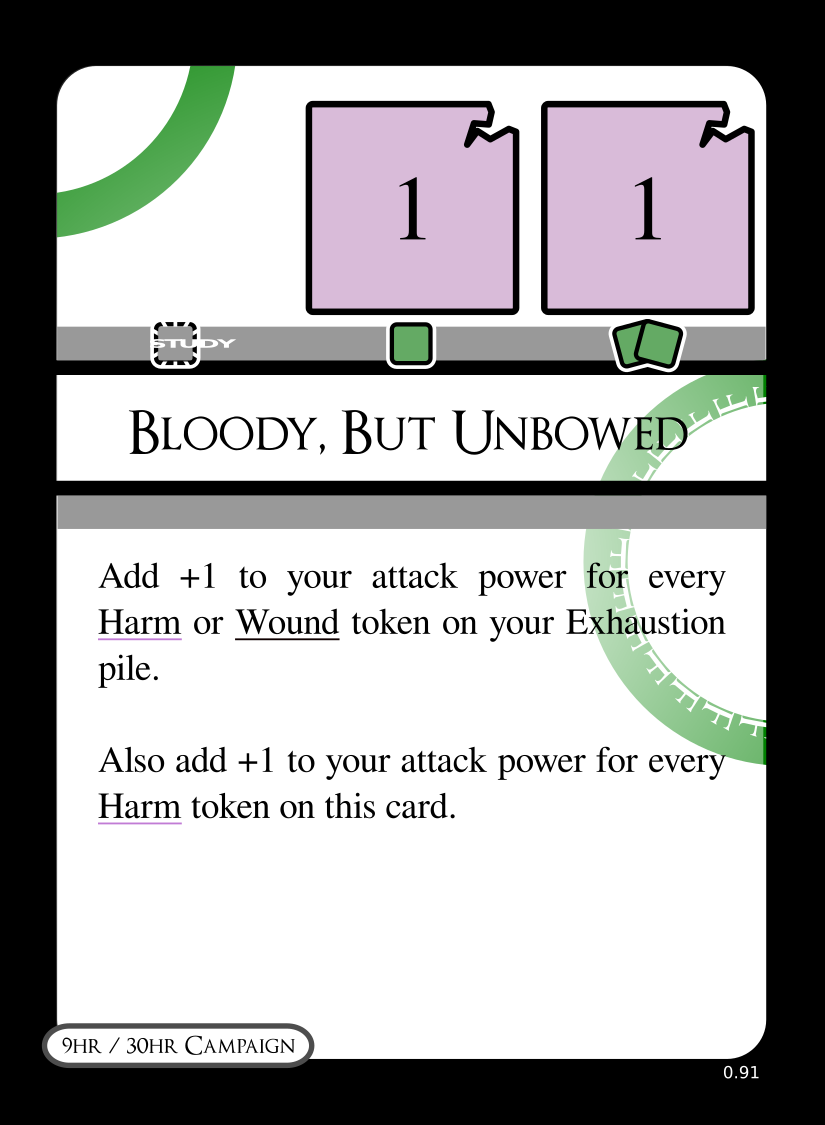 1 1
STUDY
Bloody, But Unbowed
Add +1 to your attack power for every
Harm or Wound token on your Exhaustion
pile.
Also add +1 to your attack power for every
Harm token on this card.
9hr / 30hr Campaign
0.91